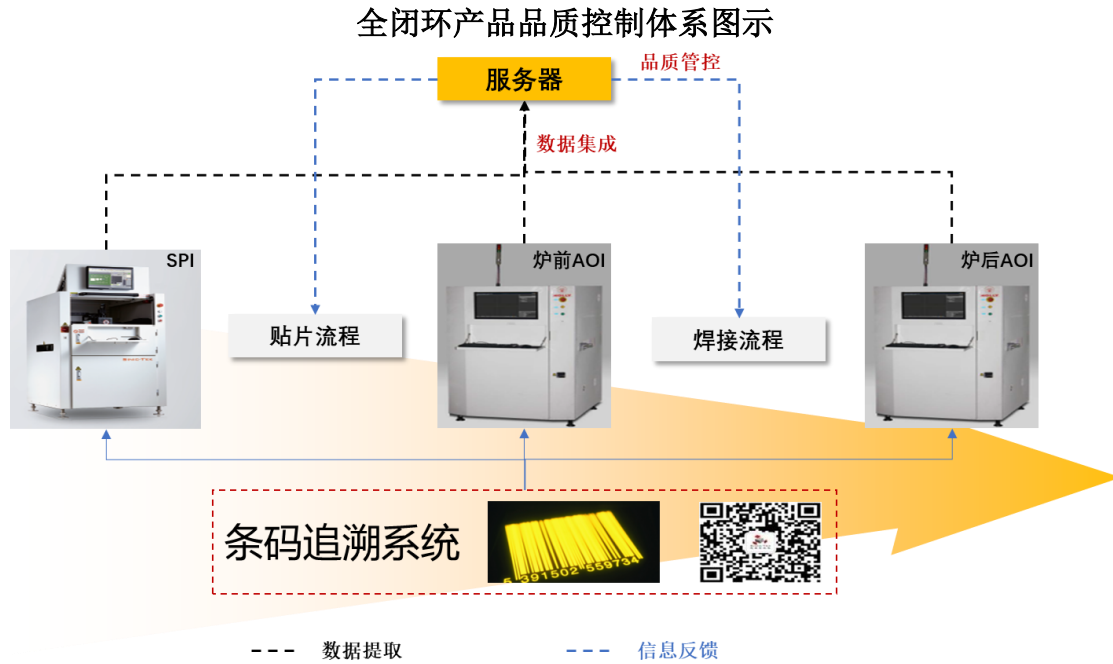 全闭环产品品质控制体系图示
服务器
品质管控
数据集成
SPI
炉前AOI
炉后AOI
贴片流程
焊接流程
条码追溯系统
5 391502 559734
数据提取
信息反馈